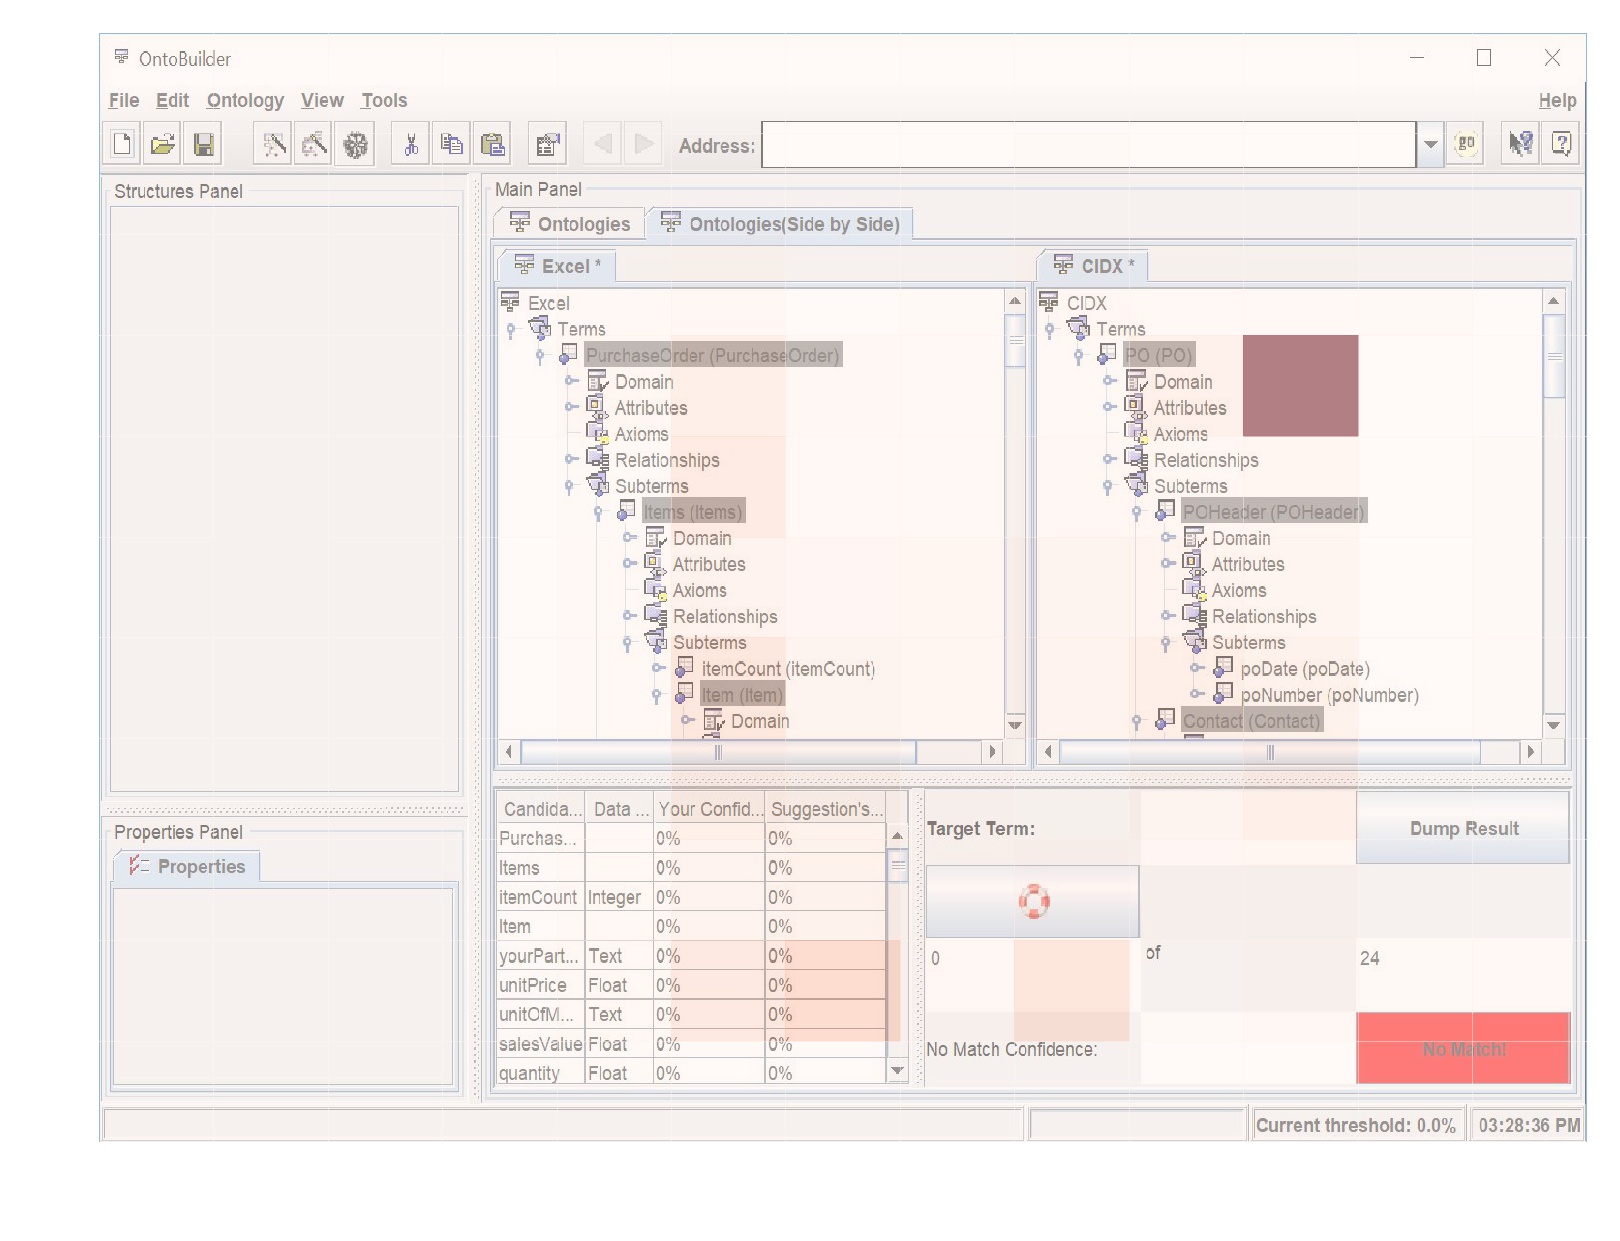 OntoBuilder
File Edit Ontology View Tools Help
Address: go
Structures Panel
Main Panel
Ontologies Ontologies(Side by Side)
Excel *
Excel
Terms
PurchaseOrder (PurchaseOrder)
Domain
Attributes
Axioms
Relationships
Subterms
Items (Items)
Domain
Attributes
Axioms
Relationships
Subterms
itemCount (itemCount)
Item (Item)
Domain
CIDX *
CIDX
Terms
PO (PO)
Domain
Attributes
Axioms
Relationships
Subterms
POHeader (POHeader)
Domain
Attributes
Axioms
Relationships
Subterms
poDate (poDate)
poNumber (poNumber)
Contact (Contact)
Properties Panel
Properties
Candida... Data ... Your Confid... Suggestion's...
Purchas... 0% 0%
Items 0% 0%
itemCount Integer 0% 0%
Item 0% 0%
yourPart... Text 0% 0%
unitPrice Float 0% 0%
unitOfM... Text 0% 0%
salesValue Float 0% 0%
quantity Float 0% 0%
Target Term: Dump Result
0 of 24
No Match Confidence: No Match!
Current threshold: 0.0% 03:28:36 PM